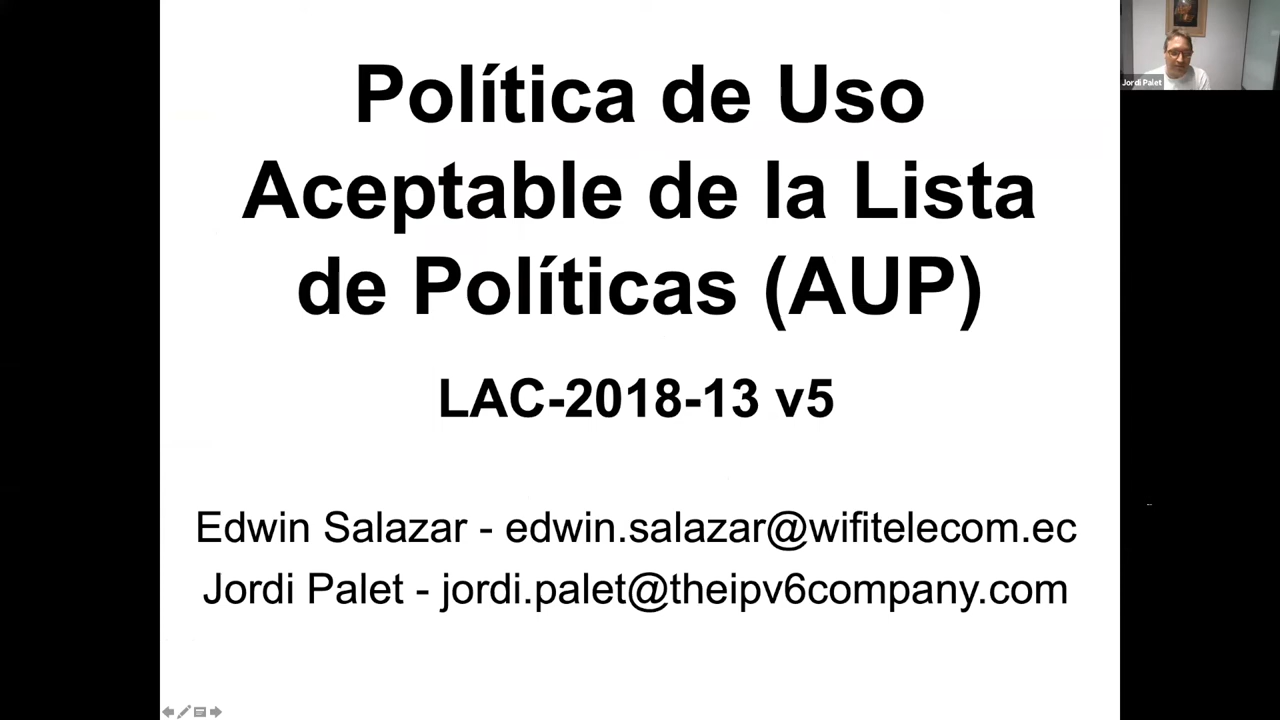 Política de Uso
Aceptable de la Lista
de Políticas (AUP)
LAC-2018-13 v5
Edwin Salazar - edwin.salazar@wifitelecom.ec
Jordi Palet - jordi.palet@theipv6company.com
Jordi Palet